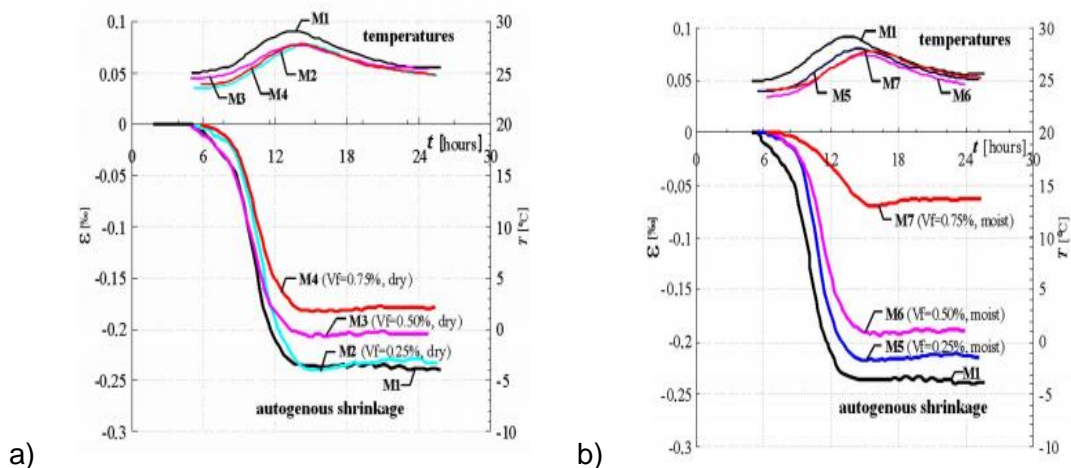 0.1
0.05
0
-0.05
-0.1
-0.15
-0.2
-0.25
-0.3
ε [‰]
30
25
20
15
10
5
0
-5
-10
T [°C]
M1
temperatures
M2
M4
M3
6 12 18 24 30
t [hours]
M4 (Vf=0.75%, dry)
M3 (Vf=0.50%, dry)
M2 (Vf=0.25%, dry)
M1
autogenous shrinkage
a)
0.1
0.05
0
-0.05
-0.1
-0.15
-0.2
-0.25
-0.3
ε [‰]
30
25
20
15
10
5
0
-5
-10
T [°C]
M1
temperatures
M7
M5
M6
0 6 12 18 24 30
t [hours]
M7 (Vf=0.75%, moist)
M6 (Vf=0.50%, moist)
M5 (Vf=0.25%, moist)
M1
autogenous shrinkage
b)